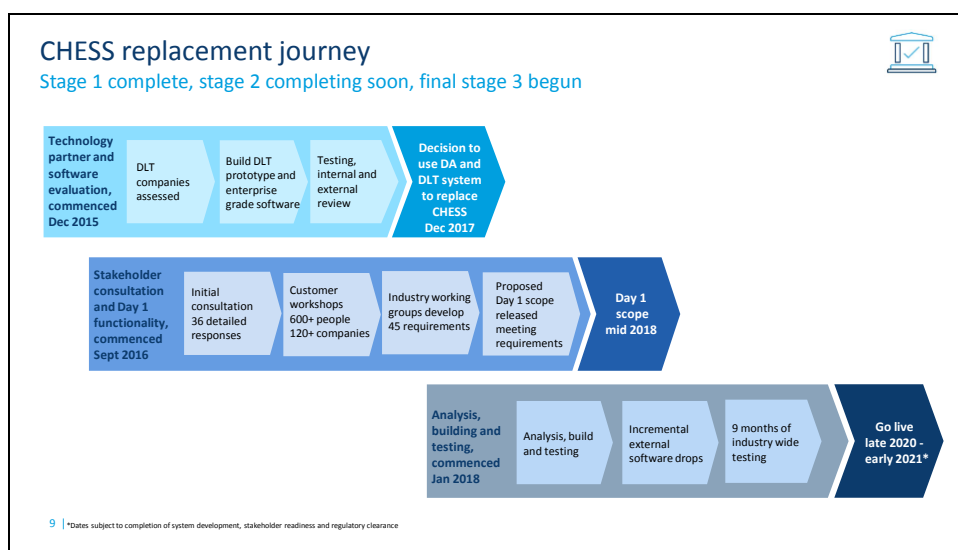 CHESS replacement journey
Stage 1 complete, stage 2 completing soon, final stage 3 begun
Technology
partner and
software
evaluation,
commenced
Dec 2015
DLT
companies
assessed
Build DLT
prototype and
enterprise
grade software
Testing,
internal and
external
review
Decision to
use DA and
DLT system
to replace
CHESS
Dec 2017
Stakeholder
consultation
and Day 1
functionality,
commenced
Sept 2016
Initial
consultation
36 detailed
responses
Customer
workshops
600+ people
120+ companies
Industry working
groups develop
45 requirements
Proposed
Day 1 scope
released
meeting
requirements
Day 1
scope
mid 2018
Analysis,
building and
testing,
commenced
Jan 2018
Analysis, build
and testing
Incremental
external
software drops
9 months of
industry wide
testing
Go live
late 2020 -
early 2021*
9 | *Dates subject to completion of system development, stakeholder readiness and regulatory clearance